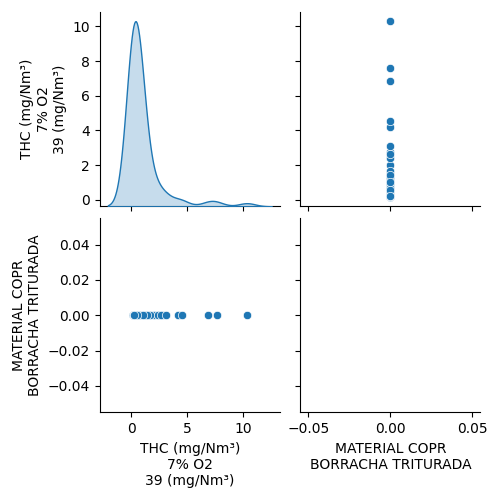 THC (mg/Nm³)
7% O2
39 (mg/Nm³)
10
8
6
4
2
0
MATERIAL COPR
BORRACHA TRITURADA
0.04
0.02
0.00
−0.02
−0.04
0
5
10
THC (mg/Nm³)
7% O2
39 (mg/Nm³)
−0.05
0.00
0.05
MATERIAL COPR
BORRACHA TRITURADA